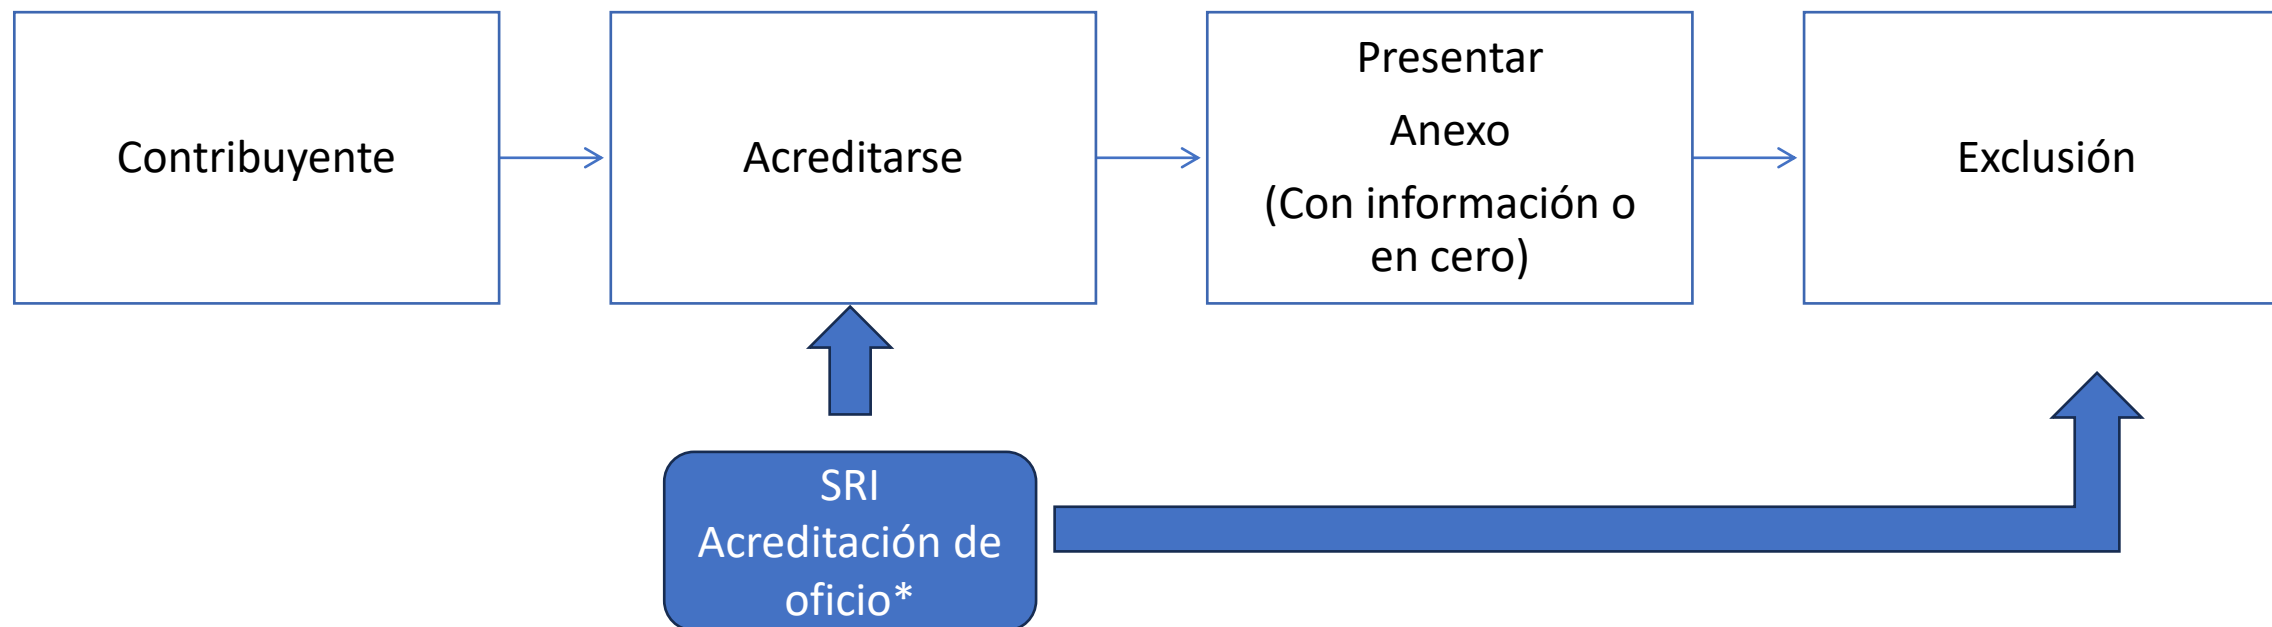 Contribuyente
Acreditarse
Presentar
Anexo
(Con información o
en cero)
Exclusión
SRI
Acreditación de
oficio*